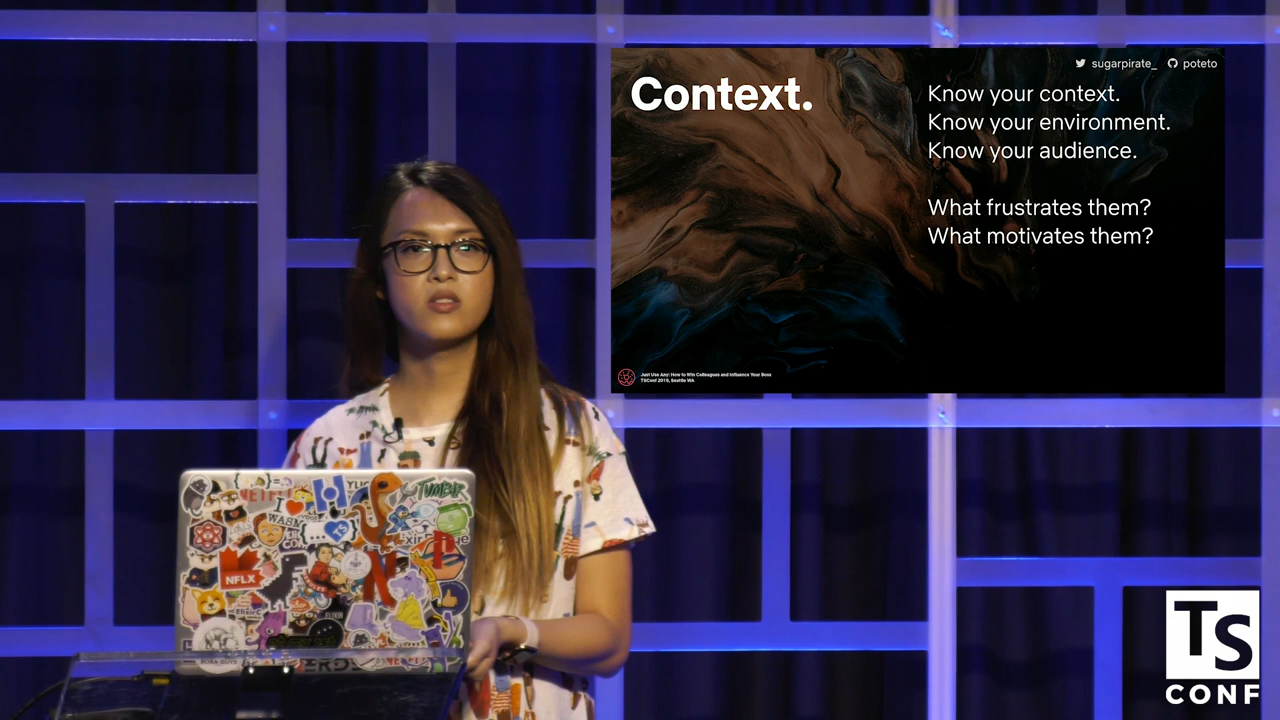 sugarpirate_ poteto
Context.
Know your context.
Know your environment.
Know your audience.
What frustrates them?
What motivates them?
Just Use Any: How to Win Colleagues and Influence Your Boss
TSConf 2019, Seattle WA
I
WASM
TS
NFLX
TS
CONF